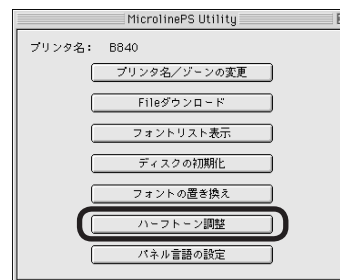 MicrolinePS Utility
プリンタ名： B840
プリンタ名／ゾーンの変更
Fileダウンロード
フォントリスト表示
ディスクの初期化
フォントの置き換え
ハーフトーン調整
パネル言語の設定